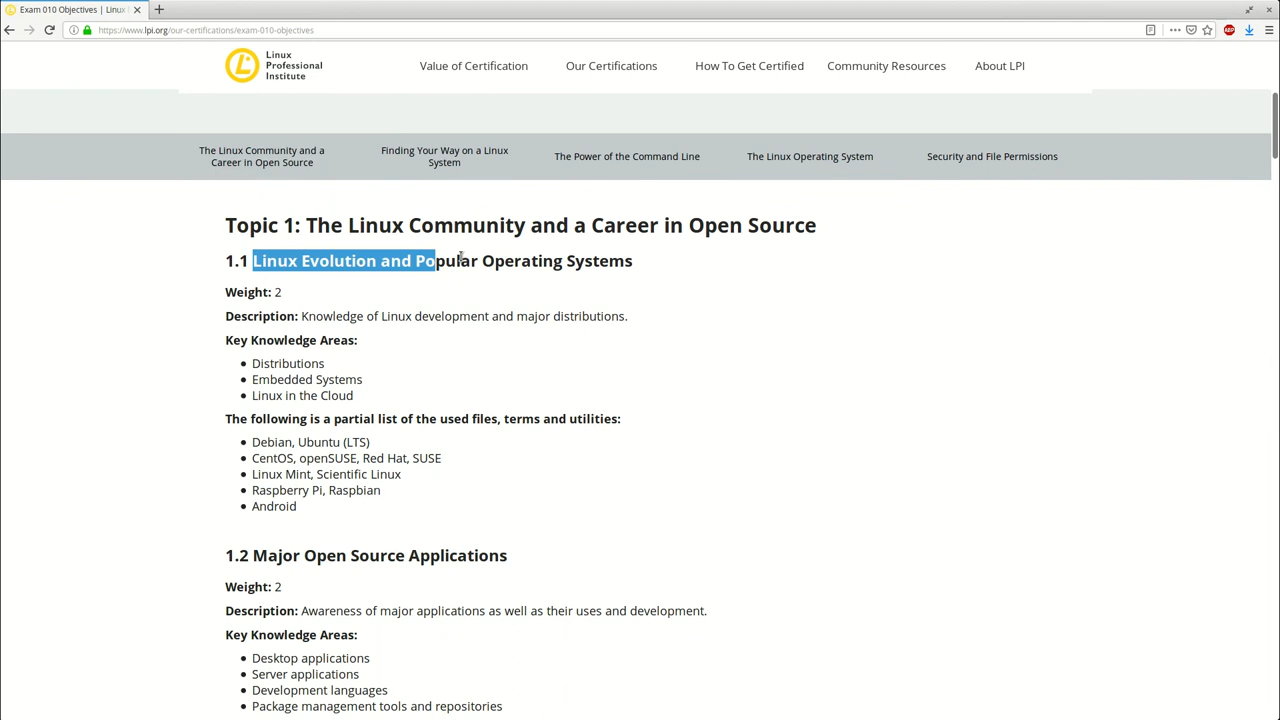 Exam 010 Objectives | Linux
https://www.lpi.org/our-certifications/exam-010-objectives
ABP
Linux
Professional
Institute
Value of Certification
Our Certifications
How To Get Certified
Community Resources
About LPI
The Linux Community and a
Career in Open Source
Finding Your Way on a Linux
System
The Power of the Command Line
The Linux Operating System
Security and File Permissions
Topic 1: The Linux Community and a Career in Open Source
1.1 Linux Evolution and Popular Operating Systems
Weight: 2
Description: Knowledge of Linux development and major distributions.
Key Knowledge Areas:
Distributions
Embedded Systems
Linux in the Cloud
The following is a partial list of the used files, terms and utilities:
Debian, Ubuntu (LTS)
CentOS, openSUSE, Red Hat, SUSE
Linux Mint, Scientific Linux
Raspberry Pi, Raspbian
Android
1.2 Major Open Source Applications
Weight: 2
Description: Awareness of major applications as well as their uses and development.
Key Knowledge Areas:
Desktop applications
Server applications
Development languages
Package management tools and repositories